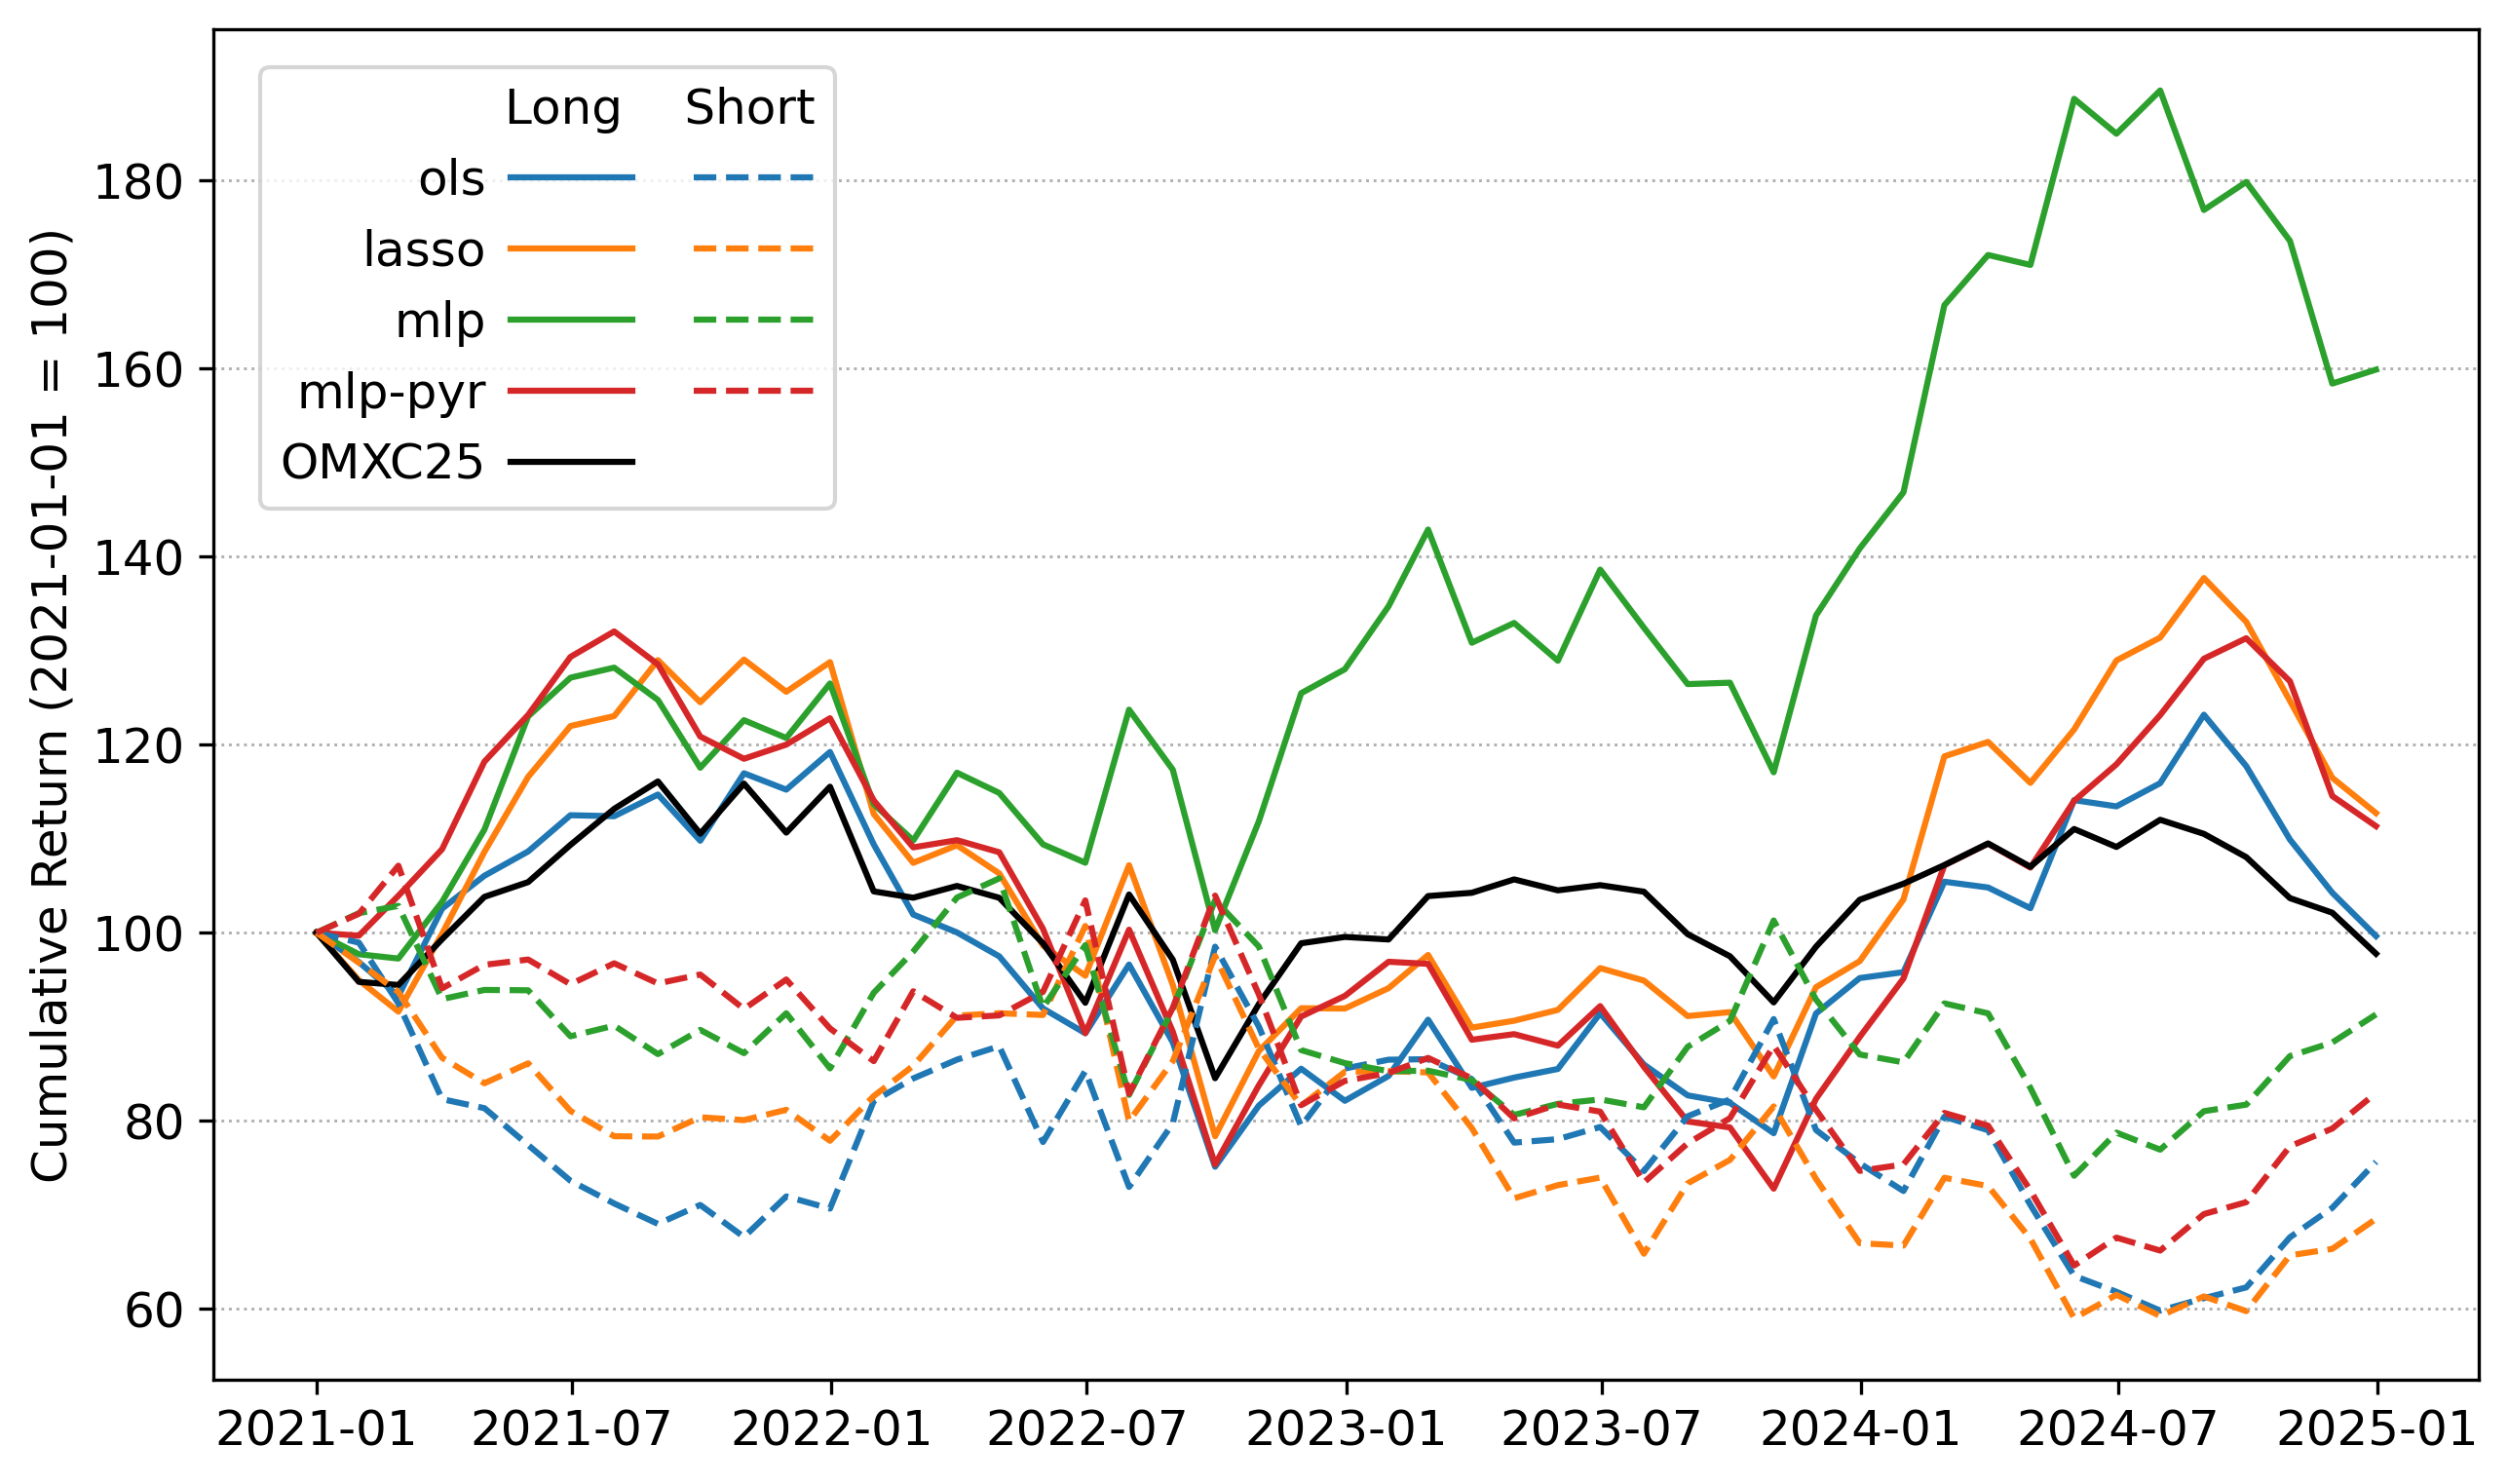 Cumulative Return (2021-01-01 = 100)
Long Short
ols
lasso
mlp
mlp-pyr
OMXC25
180
160
140
120
100
80
60
2021-01 2021-07 2022-01 2022-07 2023-01 2023-07 2024-01 2024-07 2025-01